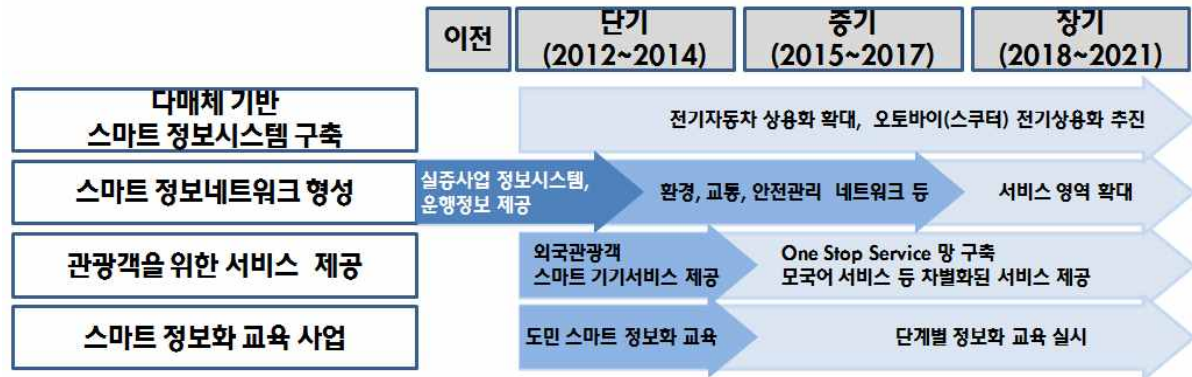 이전
단기
(2012~2014)
중기
(2015~2017)
장기
(2018~2021)
다매체 기반
스마트 정보시스템 구축
전기자동차 상용화 확대, 오토바이(스쿠터) 전기상용화 추진
스마트 정보네트워크 형성
실증사업 정보시스템,
운행정보 제공
환경, 교통, 안전관리 네트워크 등
서비스 영역 확대
관광객을 위한 서비스 제공
외국관광객
스마트 기기서비스 제공
One Stop Service 망 구축
모국어 서비스 등 차별화된 서비스 제공
스마트 정보화 교육 사업
도민 스마트 정보화 교육
단계별 정보화 교육 실시